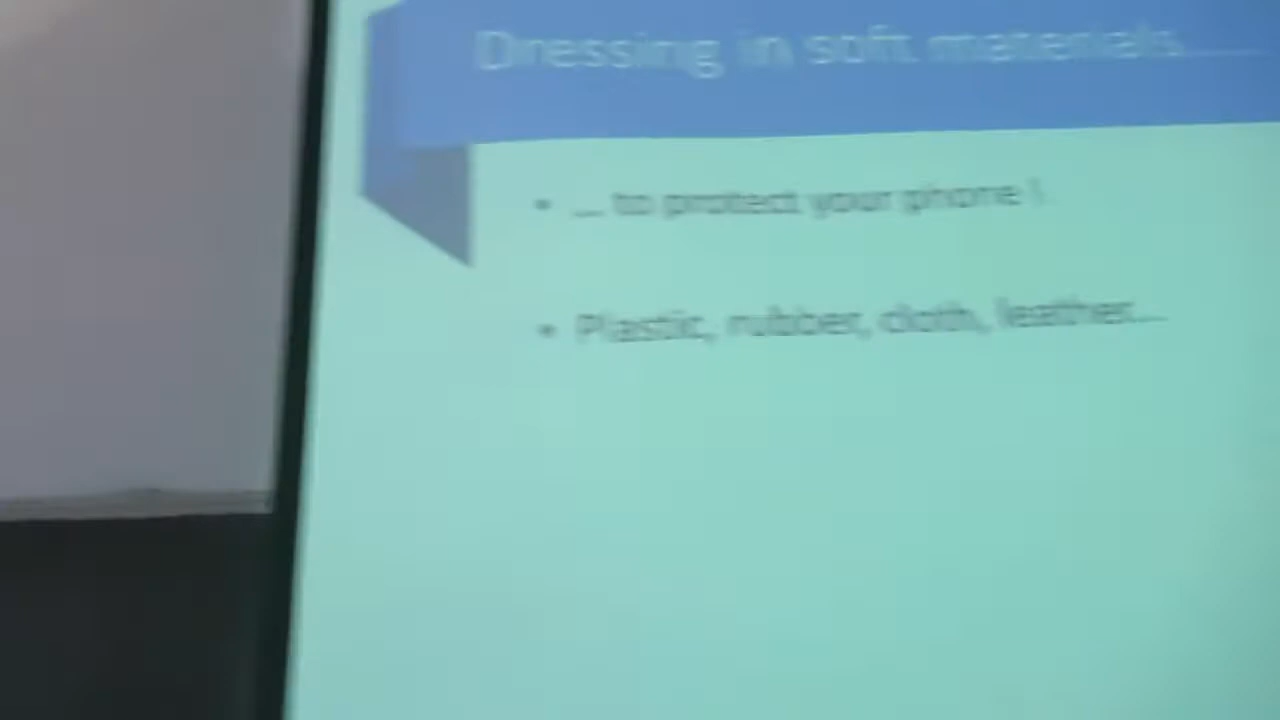 Dressing in soft materials......
• ... to protect your phone !
• Plastic, rubber, cloth, leather...